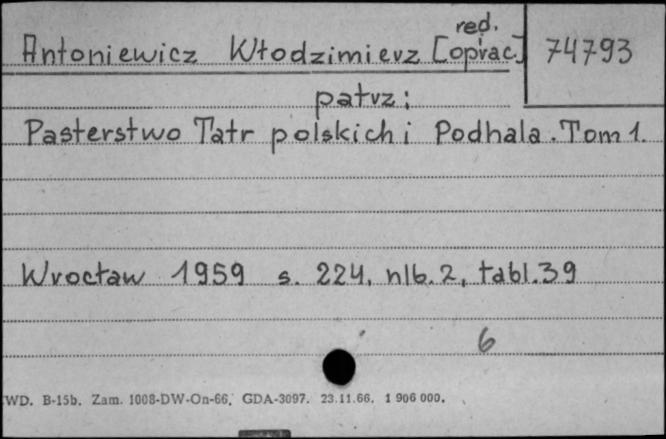 red.
Antoniewicz Włodzimierz [oprac.] 74793
patrz:
Pasterstwo Tatr polskich i Podhala. Tom 1.
Wrocław 1959 s. 224, nlb. 2, tabl. 39
6
WD. B-15b. Zam. 1008-DW-On-66. GDA-3097. 23.11.66. 1 906 000.